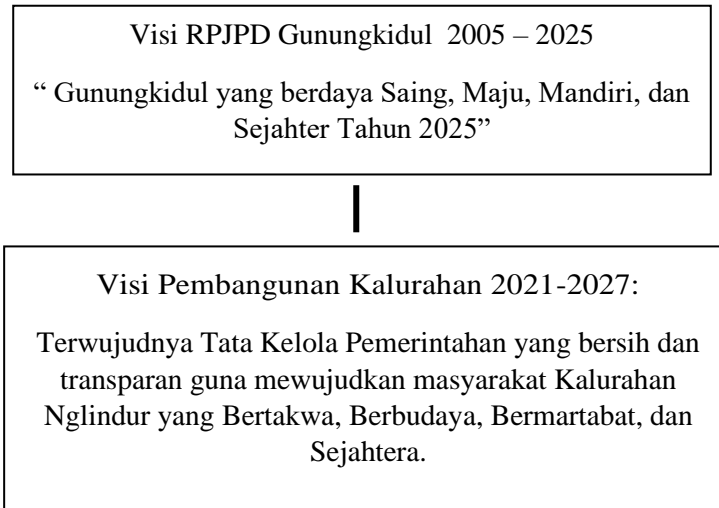 Visi RPJPD Gunungkidul 2005 – 2025
“ Gunungkidul yang berdaya Saing, Maju, Mandiri, dan
Sejahter Tahun 2025”
Visi Pembangunan Kalurahan 2021-2027:
Terwujudnya Tata Kelola Pemerintahan yang bersih dan
transparan guna mewujudkan masyarakat Kalurahan
Nglindur yang Bertakwa, Berbudaya, Bermartabat, dan
Sejahtera.